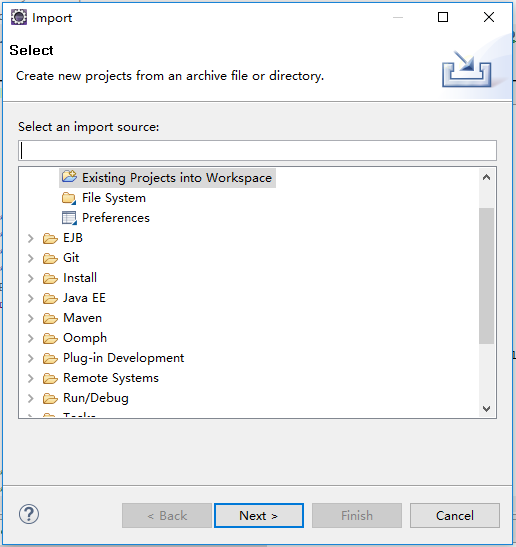 Import
Select
Create new projects from an archive file or directory.
Select an import source:
Existing Projects into Workspace
File System
Preferences
EJB
Git
Install
Java EE
Maven
Oomph
Plug-in Development
Remote Systems
Run/Debug
< Back
Next >
Finish
Cancel